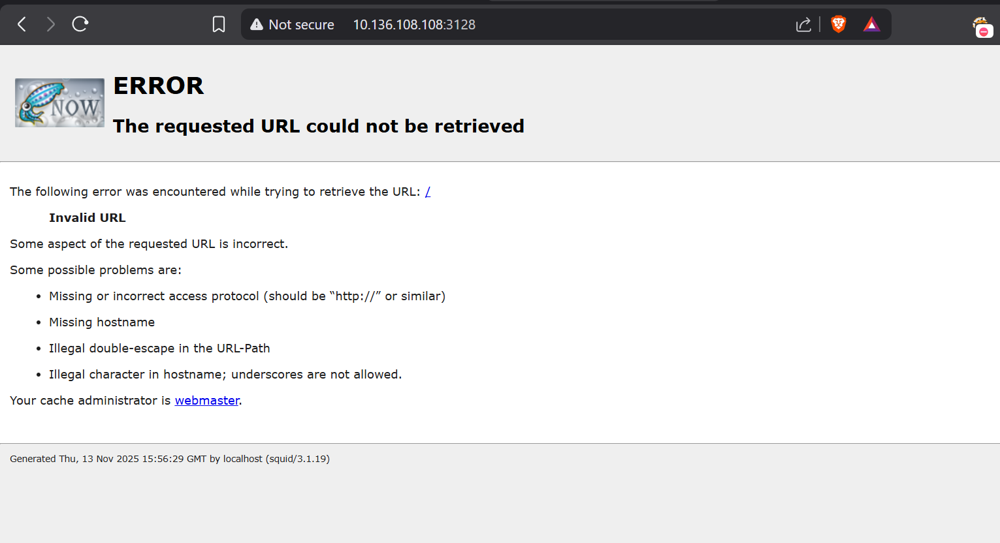 Not secure 10.136.108.108:3128
NOW
ERROR
The requested URL could not be retrieved
The following error was encountered while trying to retrieve the URL: /
Invalid URL
Some aspect of the requested URL is incorrect.
Some possible problems are:
• Missing or incorrect access protocol (should be “http://” or similar)
• Missing hostname
• Illegal double-escape in the URL-Path
• Illegal character in hostname; underscores are not allowed.
Your cache administrator is webmaster.
Generated Thu, 13 Nov 2025 15:56:29 GMT by localhost (squid/3.1.19)